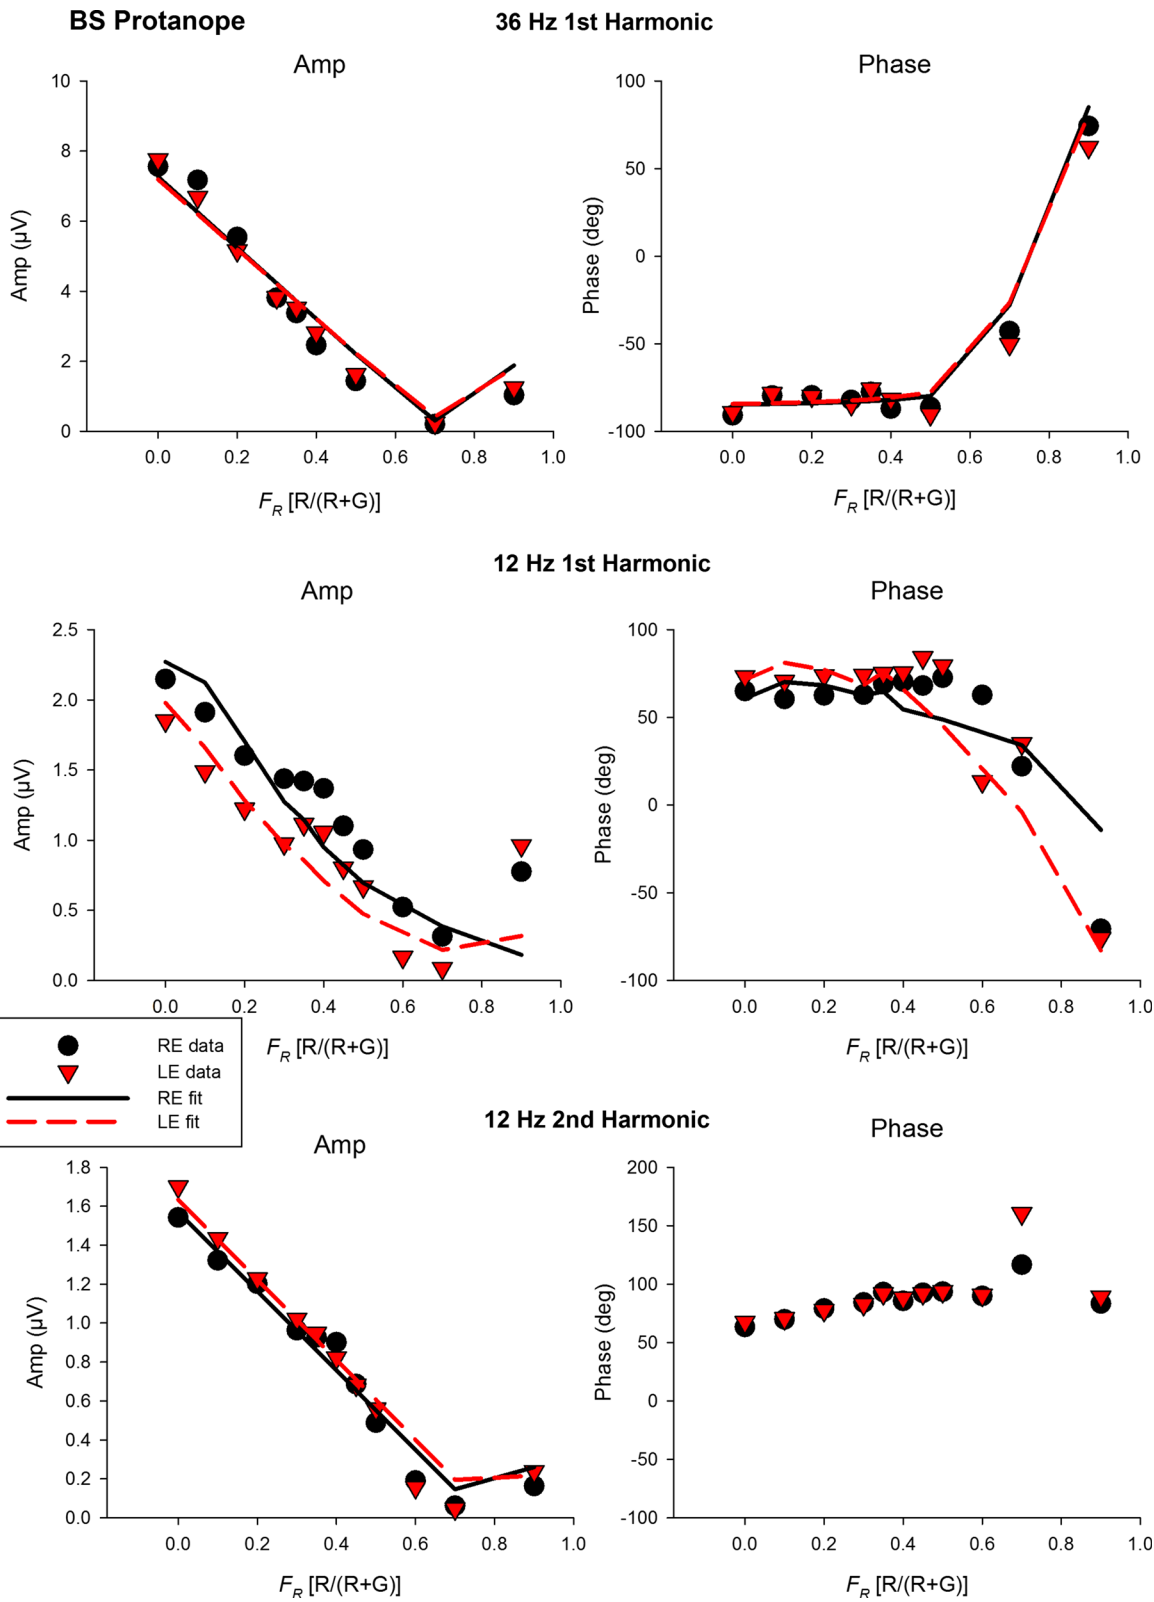 BS Protanope
36 Hz 1st Harmonic
Amp
Phase
10
8
6
4
2
0
Amp (µV)
0.0 0.2 0.4 0.6 0.8 1.0
F_R [R/(R+G)]
100
50
0
-50
-100
Phase (deg)
0.0 0.2 0.4 0.6 0.8 1.0
F_R [R/(R+G)]
12 Hz 1st Harmonic
Amp
Phase
2.5
2.0
1.5
1.0
0.5
0.0
Amp (µV)
0.0 0.2 0.4 0.6 0.8 1.0
F_R [R/(R+G)]
100
50
0
-50
-100
Phase (deg)
0.0 0.2 0.4 0.6 0.8 1.0
F_R [R/(R+G)]
RE data
LE data
RE fit
LE fit
12 Hz 2nd Harmonic
Amp
Phase
1.8
1.6
1.4
1.2
1.0
0.8
0.6
0.4
0.2
0.0
Amp (µV)
0.0 0.2 0.4 0.6 0.8 1.0
F_R [R/(R+G)]
200
150
100
50
0
-50
-100
Phase (deg)
0.0 0.2 0.4 0.6 0.8 1.0
F_R [R/(R+G)]